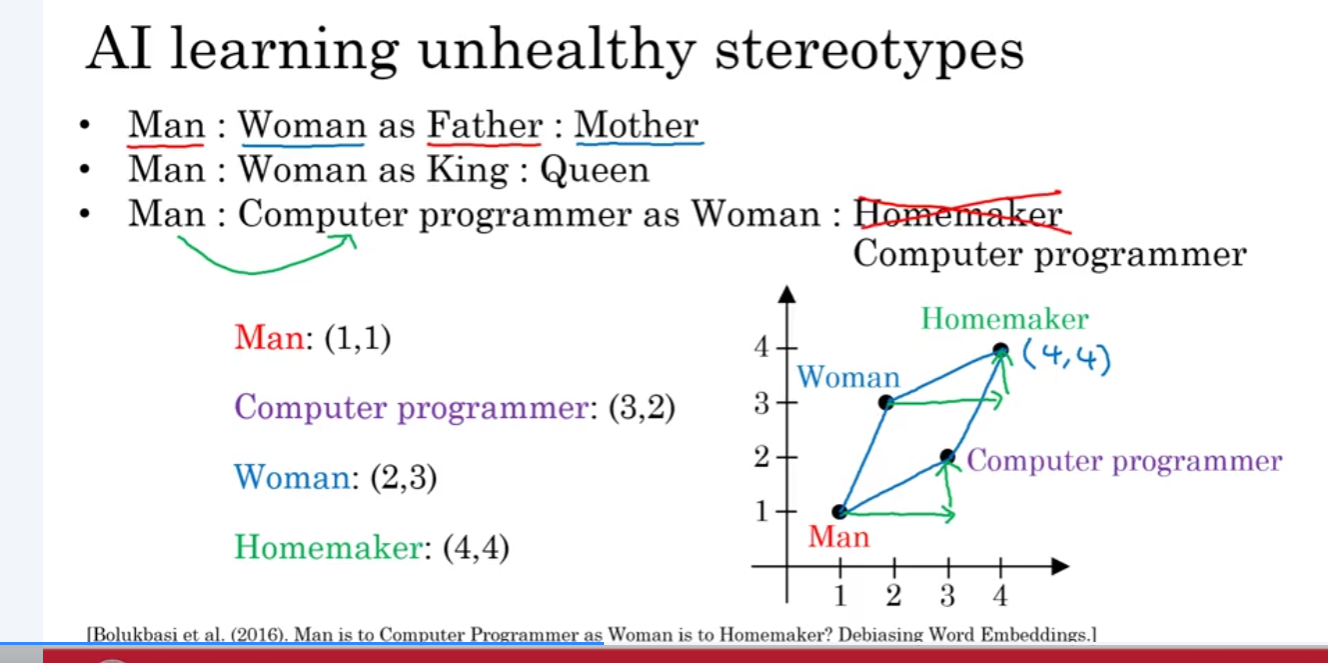 AI learning unhealthy stereotypes
• Man : Woman as Father : Mother
• Man : Woman as King : Queen
• Man : Computer programmer as Woman : Homemaker
Computer programmer
Man: (1,1)
Computer programmer: (3,2)
Woman: (2,3)
Homemaker: (4,4)
Homemaker
4
(4,4)
Woman
3
2
Computer programmer
1
Man
1 2 3 4
[Bolukbasi et al. (2016). Man is to Computer Programmer as Woman is to Homemaker? Debiasing Word Embeddings.]